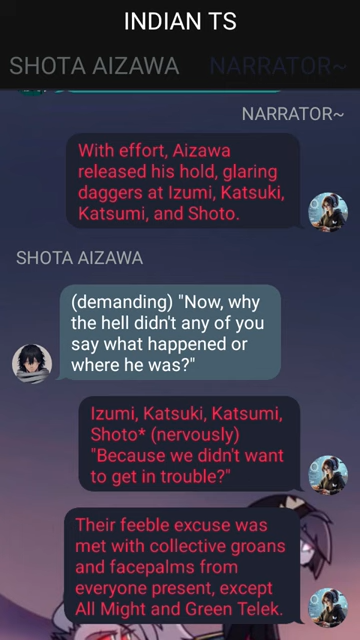 INDIAN TS
SHOTA AIZAWA
NARRATOR~
NARRATOR~
With effort, Aizawa
released his hold, glaring
daggers at Izumi, Katsuki,
Katsumi, and Shoto.
SHOTA AIZAWA
(demanding) "Now, why
the hell didn't any of you
say what happened or
where he was?"
Izumi, Katsuki, Katsumi,
Shoto* (nervously)
"Because we didn't want
to get in trouble?"
Their feeble excuse was
met with collective groans
and facepalms from
everyone present, except
All Might and Green Telek.